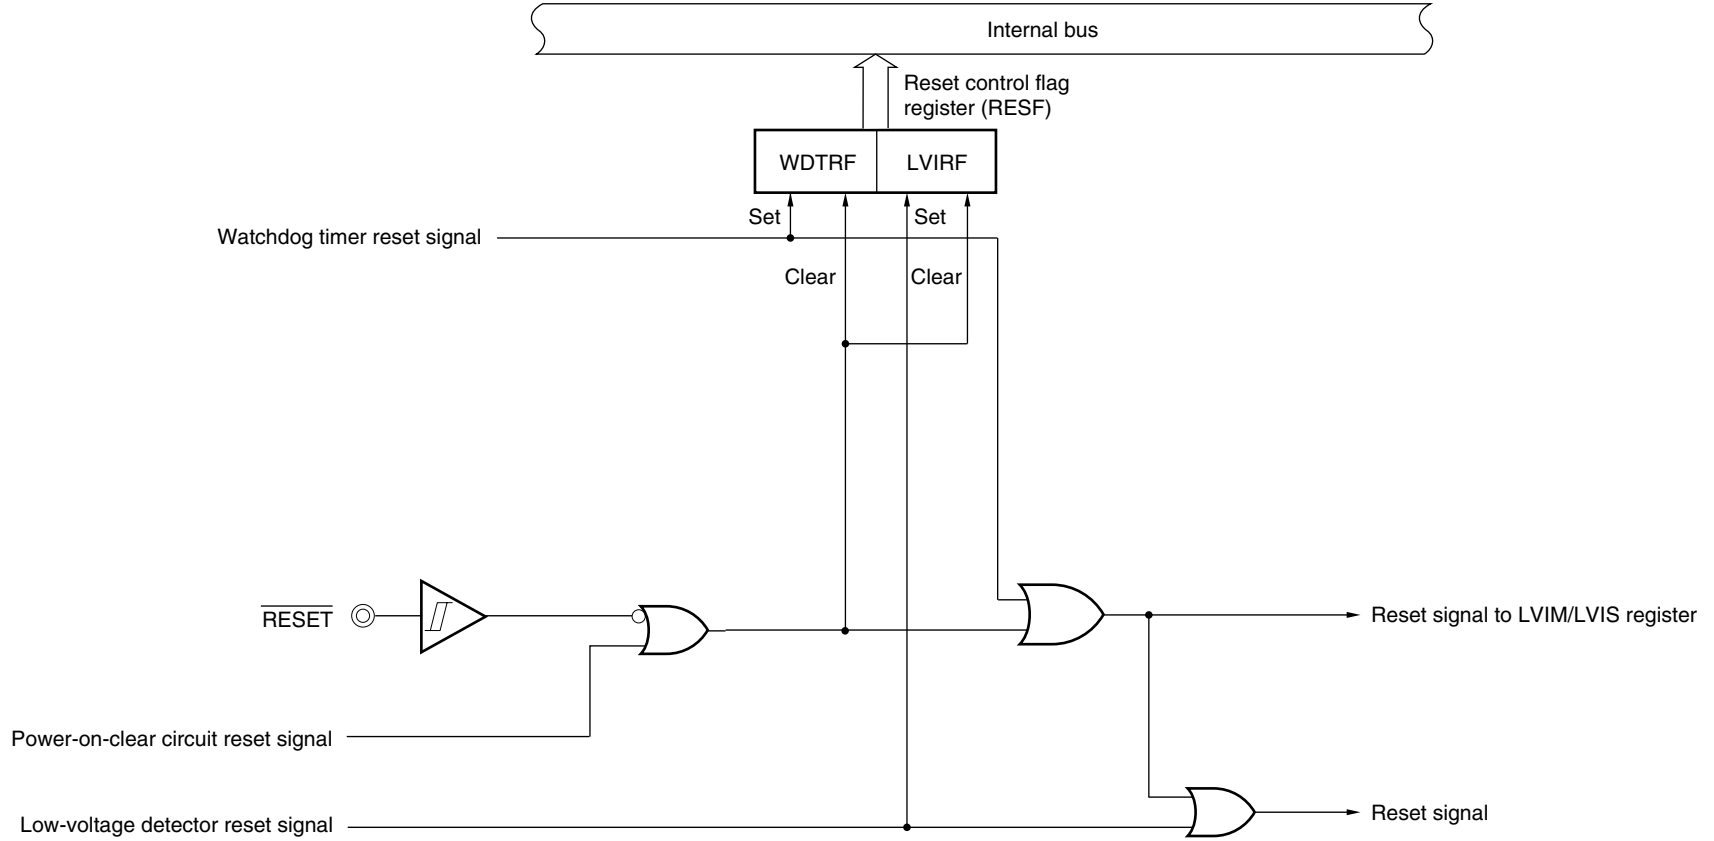 Internal bus
Reset control flag
register (RESF)
WDTRF
LVIRF
Set
Set
Watchdog timer reset signal
Clear
Clear
RESET
Reset signal to LVIM/LVIS register
Power-on-clear circuit reset signal
Low-voltage detector reset signal
Reset signal